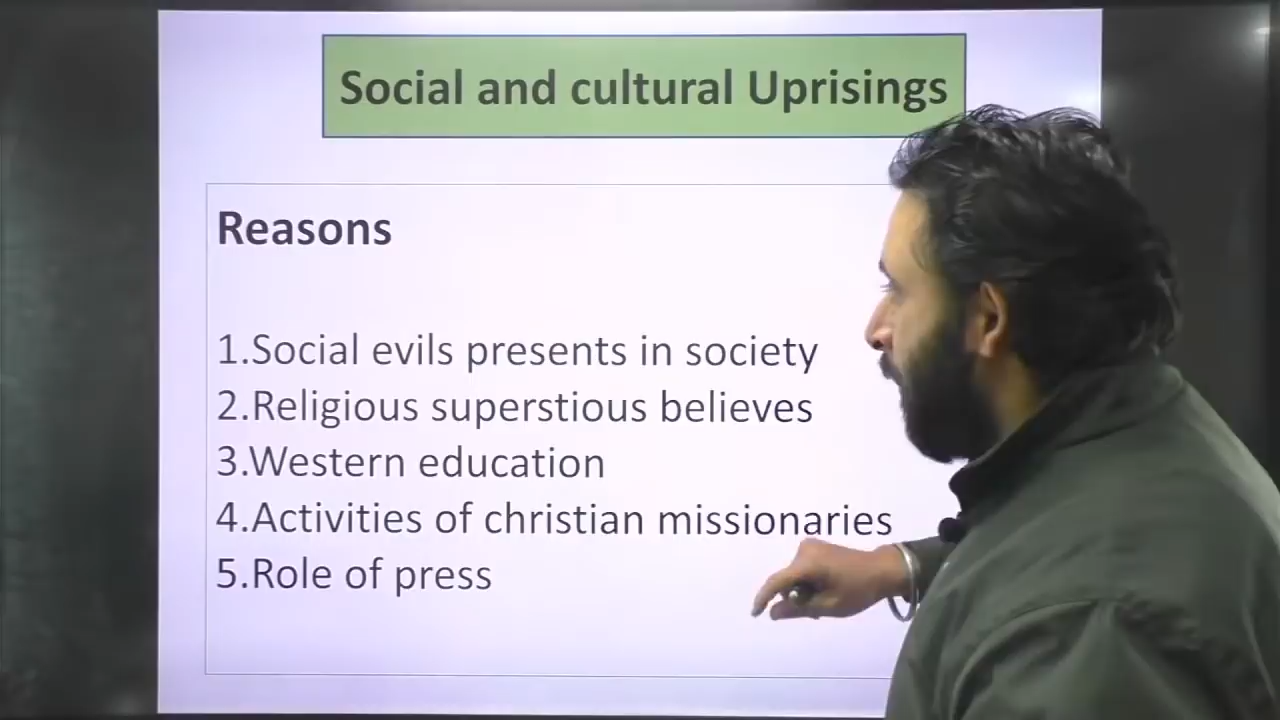 Social and cultural Uprisings
Reasons
1.Social evils presents in society
2.Religious superstious believes
3.Western education
4.Activities of christian missionaries
5.Role of press